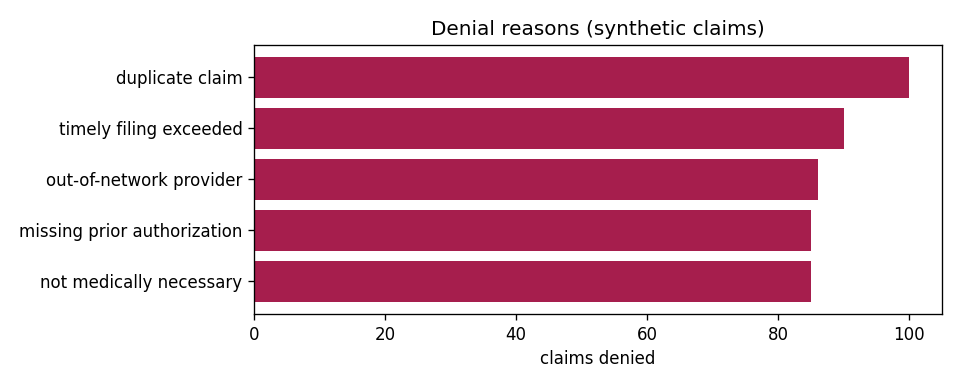 Denial reasons (synthetic claims)
duplicate claim
timely filing exceeded
out-of-network provider
missing prior authorization
not medically necessary
0 20 40 60 80 100
claims denied